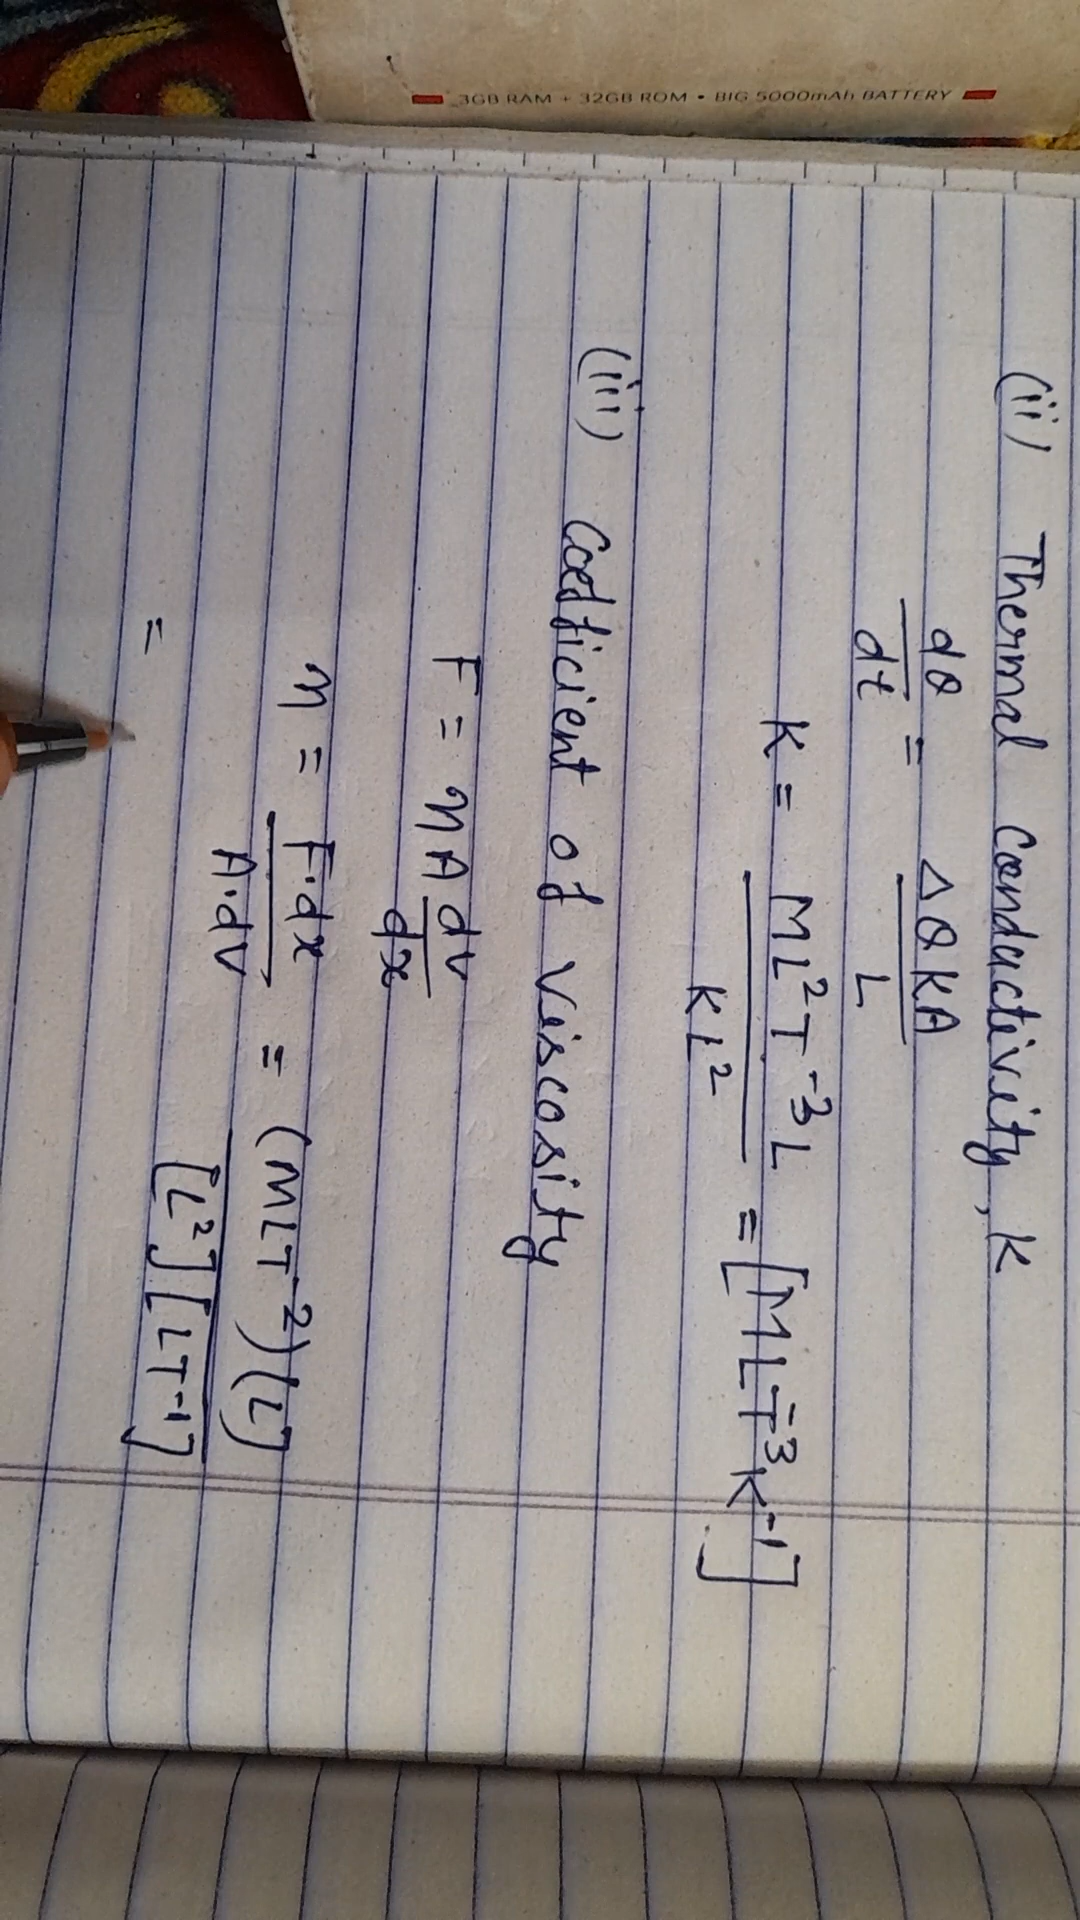 3GB RAM + 32GB ROM • BIG 5000mAh BATTERY
(ii) Thermal Conductivity, K
dQ/dt = ΔθKA/L
K = ML²T⁻³L/KL² = [MLT⁻³K⁻¹]
(iii) Coefficient of Viscosity
F = ηA dv/dx
η = F·dx/A·dv = (MLT⁻²)(L]/[L²][LT⁻¹]
=